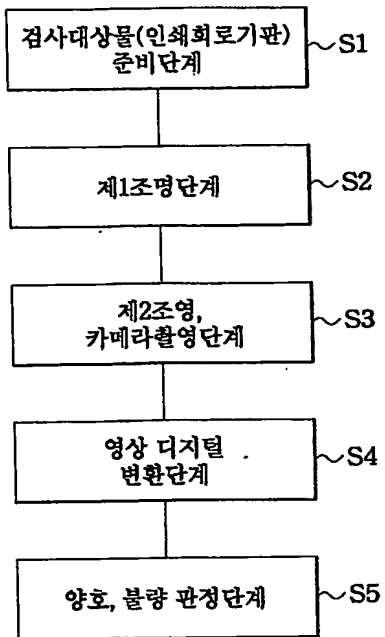 검사대상물(인쇄회로기판)
준비단계
S1
제1조명단계
S2
제2조영,
카메라촬영단계
S3
영상 디지털
변환단계
S4
양호, 불량 판정단계
S5